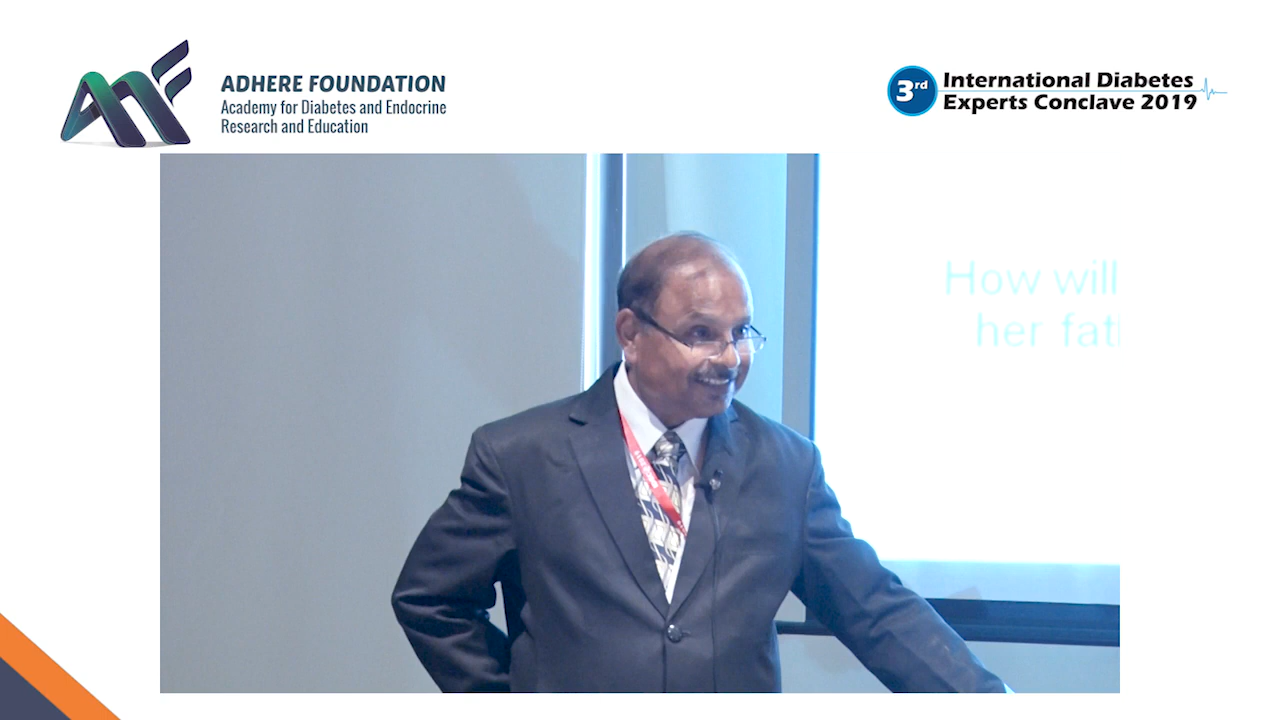 ADHERE FOUNDATION
Academy for Diabetes and Endocrine
Research and Education
3rd
International Diabetes
Experts Conclave 2019
How will
her